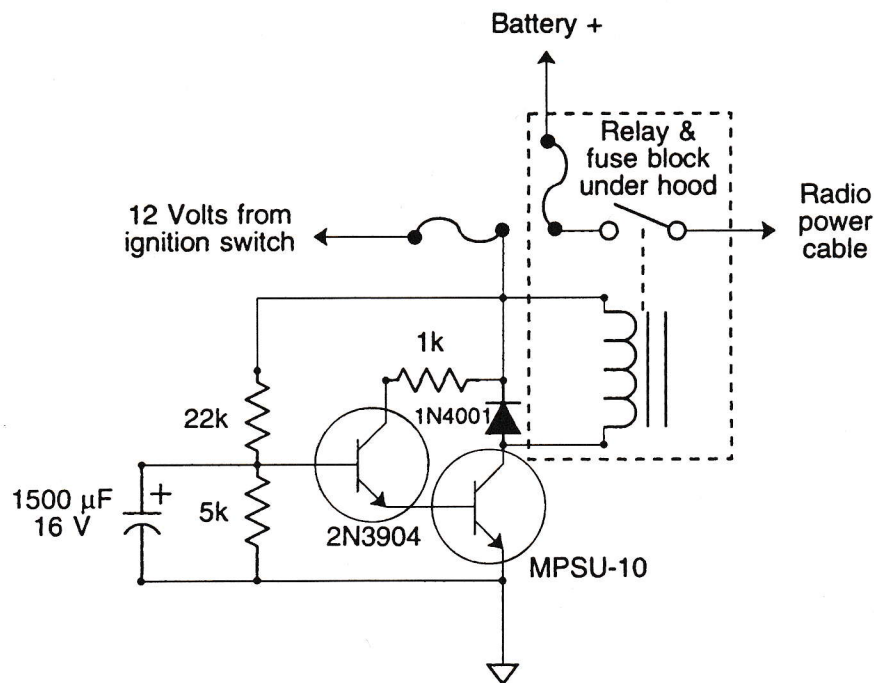 Battery +
Relay &
fuse block
under hood
12 Volts from
ignition switch
Radio
power
cable
1k
1N4001
22k
1500 µF
16 V
+
5k
2N3904
MPSU-10